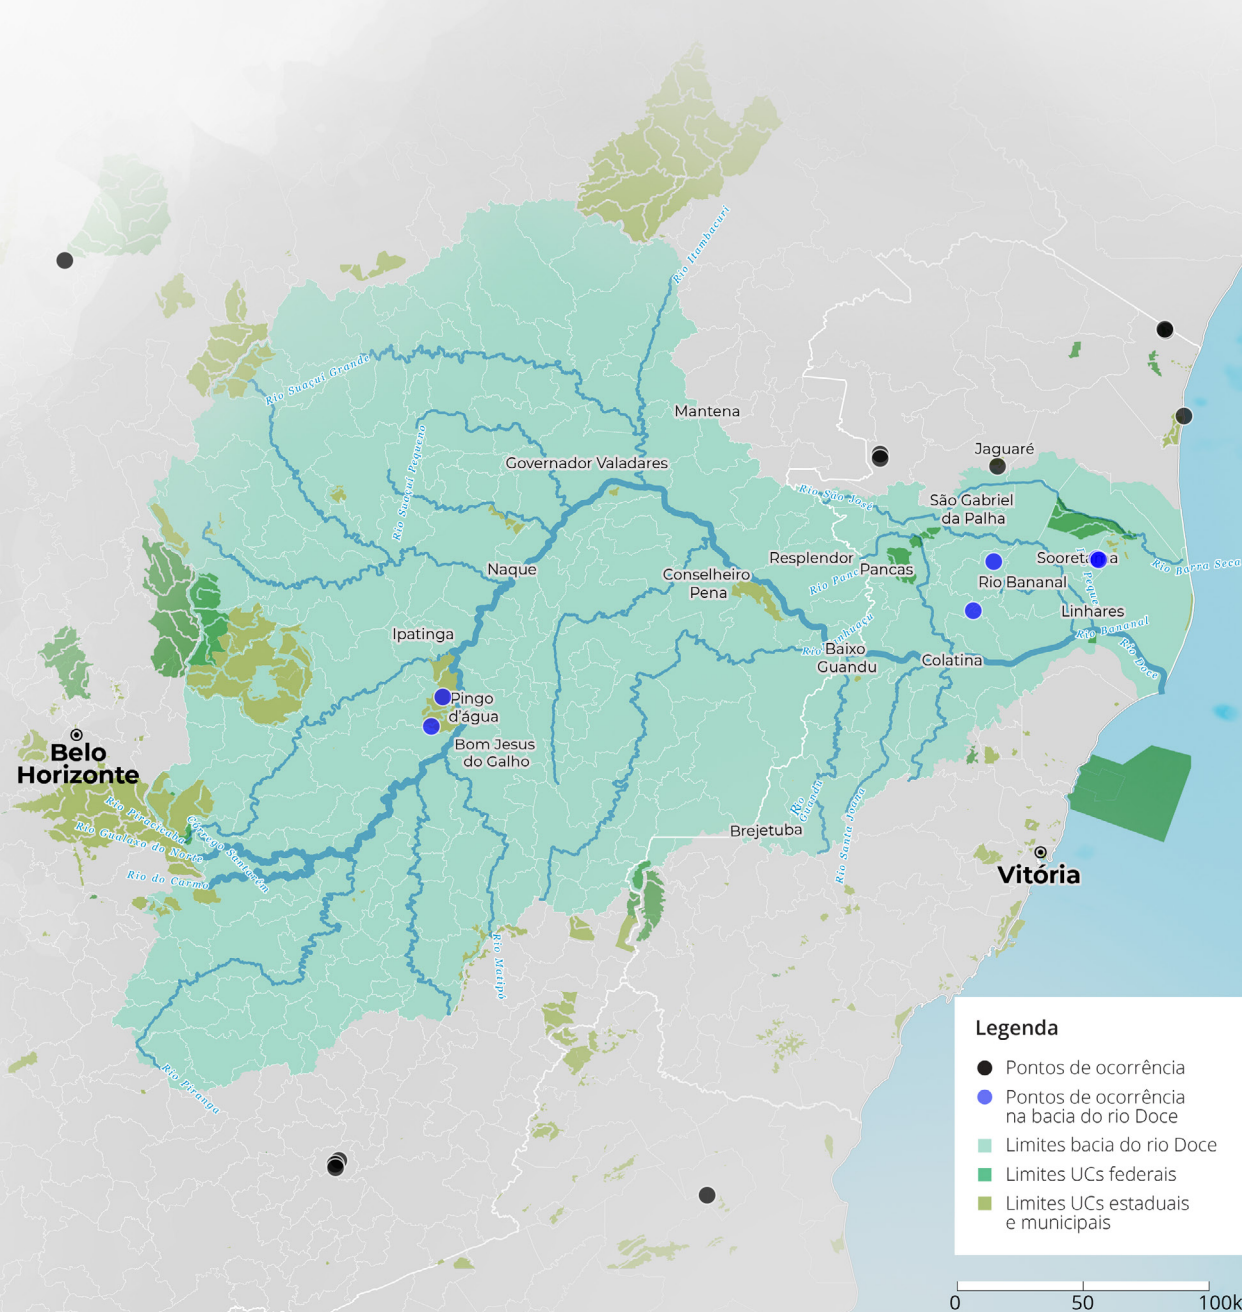 Rio Itambacuri
Rio Suaçuí Grande
Mantena
Rio Suaçuí Pequeno
Governador Valadares
Jaguaré
Rio São José
São Gabriel
da Palha
Resplendor
Pancas
Rio Banana
Rio Barra Seca
Naque
Conselheiro
Pena
Rio Bananal
Linhares
Rio Bananal
Ipatinga
Baixo
Guandu
Colatina
Rio Doce
Pingo
d'água
Bom Jesus
do Galho
Belo
Horizonte
Rio Piracicaba
Rio Gualaxo do Norte
Córrego Santarém
Rio do Carmo
Rio
Guandu
Brejetuba
Rio Santa Joana
Vitória
Rio Matipó
Rio Piranga
Legenda
Pontos de ocorrência
Pontos de ocorrência
na bacia do rio Doce
Limites bacia do rio Doce
Limites UCs federais
Limites UCs estaduais
e municipais
0 50 100k